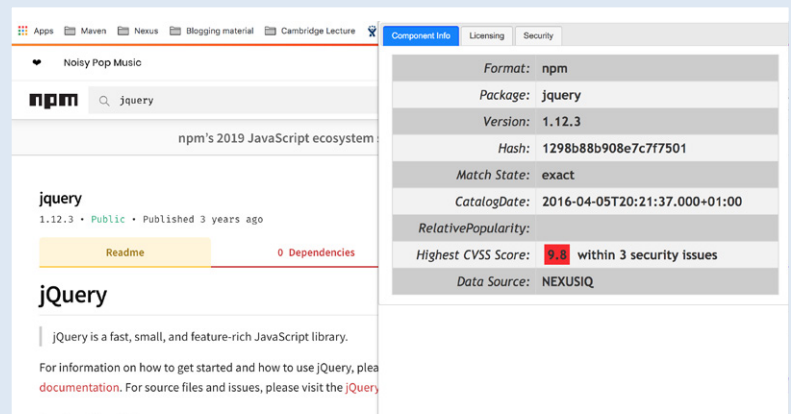 Apps Maven Nexus Blogging material Cambridge Lecture
❤ Noisy Pop Music
npm jquery
npm's 2019 JavaScript ecosystem
jquery
1.12.3 • Public • Published 3 years ago
Readme 0 Dependencies
jQuery
jQuery is a fast, small, and feature-rich JavaScript library.
For information on how to get started and how to use jQuery, plea
documentation. For source files and issues, please visit the jQuery
Component Info Licensing Security
Format: npm
Package: jquery
Version: 1.12.3
Hash: 1298b88b908e7c7f7501
Match State: exact
CatalogDate: 2016-04-05T20:21:37.000+01:00
RelativePopularity:
Highest CVSS Score: 9.8 within 3 security issues
Data Source: NEXUSIQ